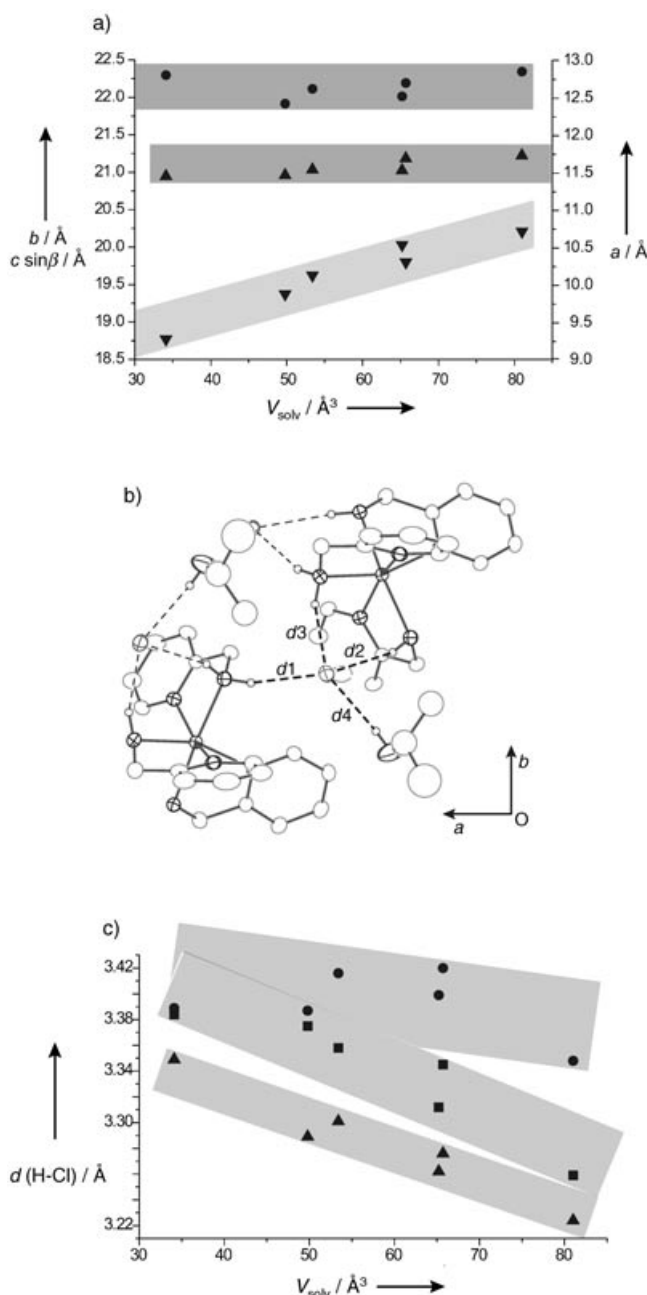 a)
22.5
22.0
21.5
21.0
20.5
20.0
19.5
19.0
18.5
13.0
12.5
12.0
11.5
11.0
10.5
10.0
9.5
9.0
b / Å
c sinβ / Å
a / Å
30 40 50 60 70 80
V_solv / Å³
b)
d3
d2
d1
d4
b
a
O
c)
3.42
3.38
3.34
3.30
3.22
d (H-Cl) / Å
30 40 50 60 70 80
V_solv / Å³